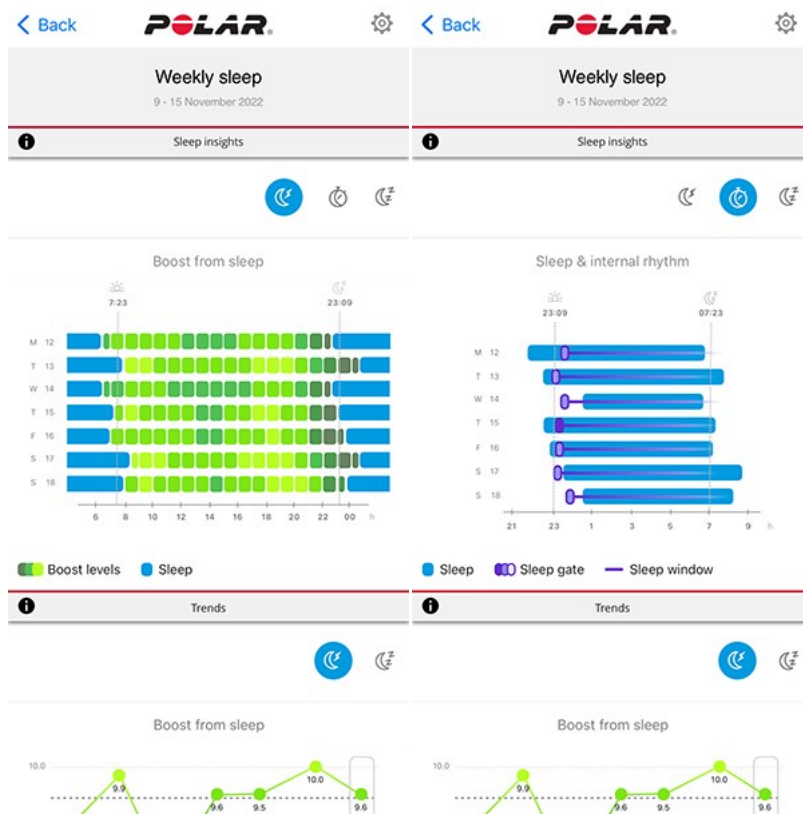 Back
POLAR
Weekly sleep
9 - 15 November 2022
Sleep insights
Boost from sleep
7:23 23:09
M 12
T 13
W 14
T 15
F 16
S 17
S 18
6 8 10 12 14 16 18 20 22 00 h
Boost levels Sleep
Trends
Boost from sleep
10.0
9.9 9.6 9.5 10.0 9.6
Back
POLAR
Weekly sleep
9 - 15 November 2022
Sleep insights
Sleep & internal rhythm
23:09 07:23
M 12
T 13
W 14
T 15
F 16
S 17
S 18
21 23 1 3 5 7 9 h
Sleep Sleep gate Sleep window
Trends
Boost from sleep
10.0
9.9 9.6 9.5 10.0 9.6